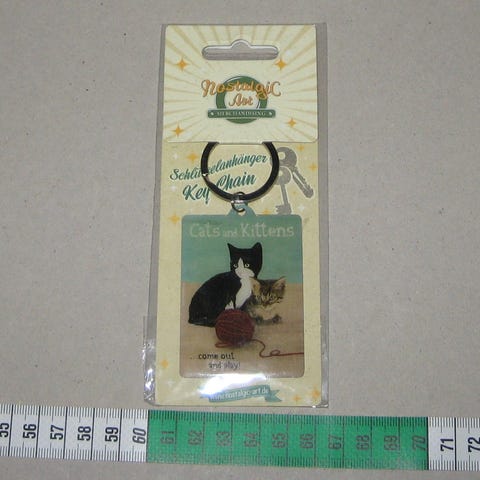 Nostalgic
Art
MERCHANDISING
Schlüsselanhänger
Key Chain
Cats and Kittens
...come out
and play!
www.nostalgic-art.de
55 56 57 58 59 60 61 62 63 64 65 66 67 68 69 70 71 72